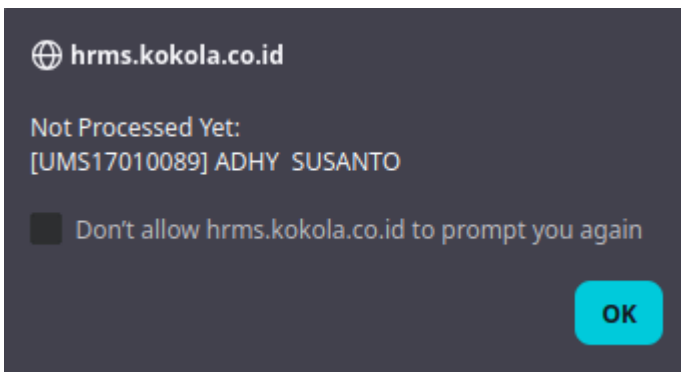 hrms.kokola.co.id
Not Processed Yet:
[UMS17010089] ADHY  SUSANTO
Don't allow hrms.kokola.co.id to prompt you again
OK